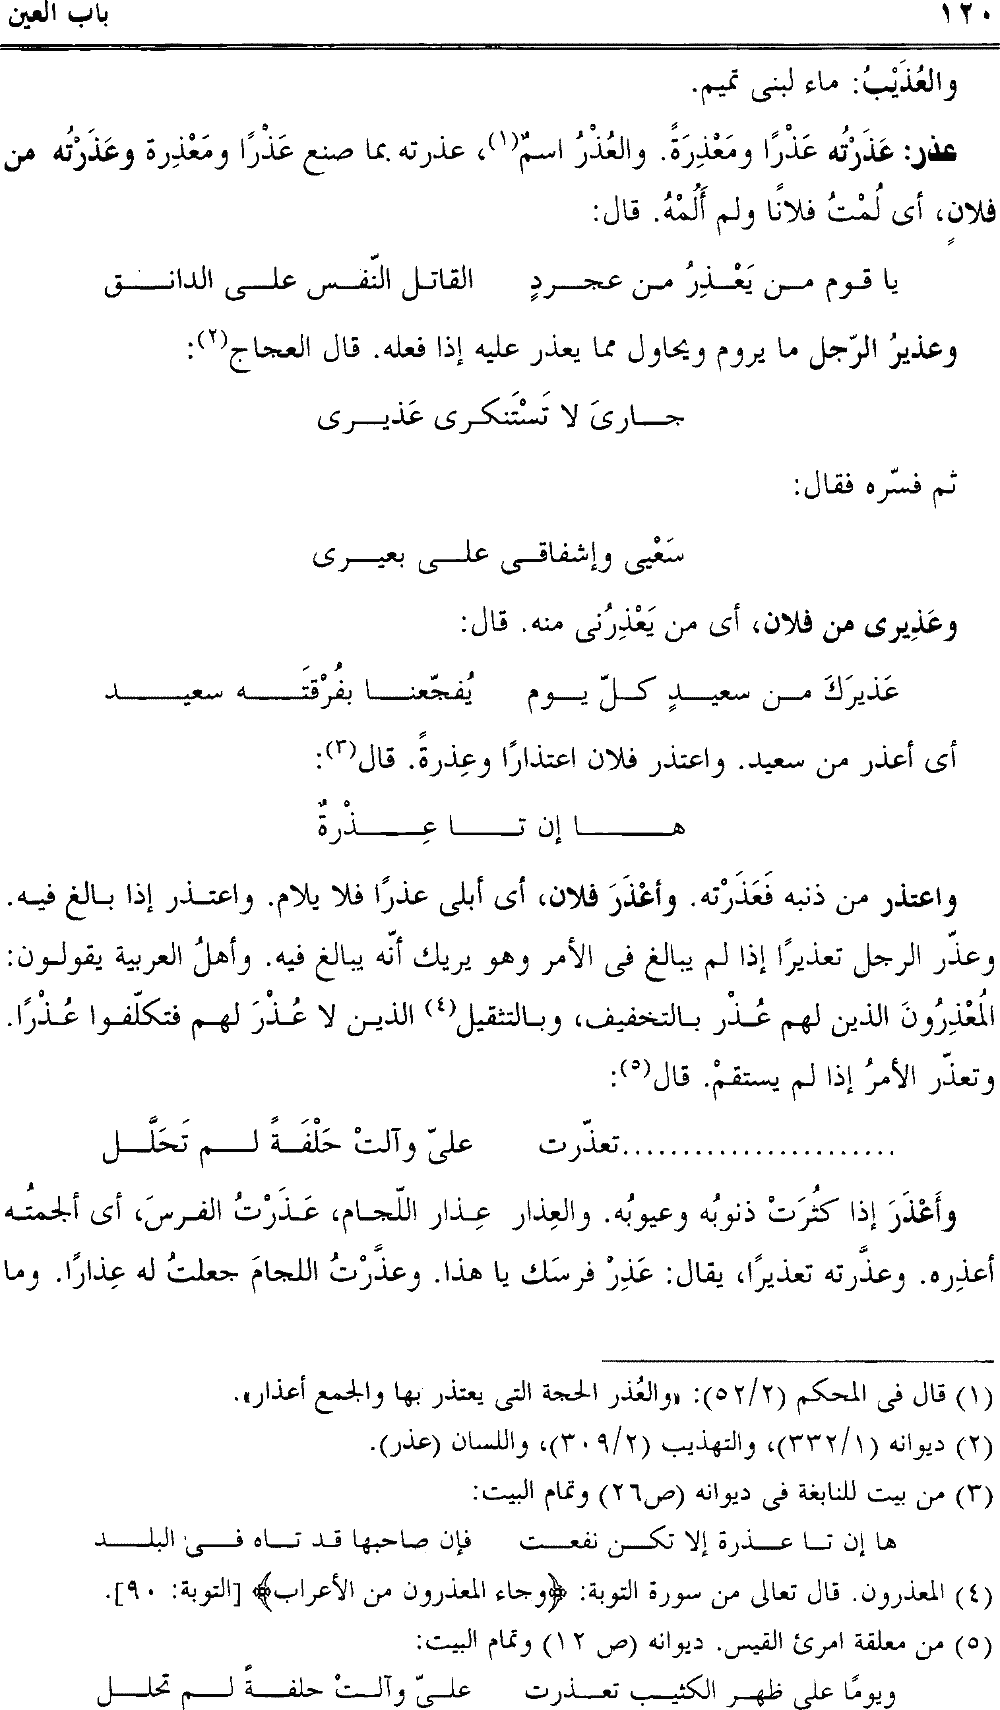 ١٢٠ باب العين
والعُذَيْبُ: ماء لبنى تميم.
عذر: عَذَرْتُه عَذْرًا ومَعْذِرَةً. والعُذْرُ اسمٌ(١)، عذرته بما صنع عَذْرًا ومَعْذِرة وعَذَرْتُه من
فلانٍ، أى لُمْتُ فلانًا ولم أَلُمْهُ. قال:
يا قوم من يَعْذِرُ من عجردٍ القاتل النّفس على الدانق
وعذيرُ الرّجل ما يروم ويحاول مما يعذر عليه إذا فعله. قال العجاج(٢):
جارىَ لا تَسْتَنكرى عَذيرى
ثم فسّره فقال:
سَعْيي وإشفاقى على بعيرى
وعَذِيرى من فلان، أى من يَعْذِرُنى منه. قال:
عَذيرَكَ من سعيدٍ كلّ يوم يُفجّعنا بفُرْقَتَه سعيد
أى أعذر من سعيد. واعتذر فلان اعتذارًا وعِذرةً. قال(٣):
ها إن تا عِذْرةٌ
واعتذر من ذنبه فَعَذَرْته. وأعْذَرَ فلان، أى أبلى عذرًا فلا يلام. واعتذر إذا بالغ فيه.
وعذّر الرجل تعذيرًا إذا لم يبالغ فى الأمر وهو يريك أنّه يبالغ فيه. وأهلُ العربية يقولون:
المُعْذِرُونَ الذين لهم عُذْر بالتخفيف، وبالتثقيل(٤) الذين لا عُذْرَ لهم فتكلّفوا عُذْرًا.
وتعذّر الأمرُ إذا لم يستقمْ. قال(٥):
.......................تعذّرت علىّ وآلتْ حَلْفَةً لم تَحَلَّل
وأَعْذَرَ إذا كثُرَتْ ذنوبُه وعيوبُه. والعِذار عِذار اللّجام، عَذَرْتُ الفرسَ، أى ألجمتُه
أعذِره. وعذَّرته تعذيرًا، يقال: عَذِرْ فرسَك يا هذا. وعذَّرْتُ اللجامَ جعلتُ له عِذارًا. وما
(١) قال فى المحكم (٥٢/٢): «والعُذر الحجة التى يعتذر بها والجمع أعذار».
(٢) ديوانه (٣٣٢/١)، والتهذيب (٣٠٩/٢)، واللسان (عذر).
(٣) من بيت للنابغة فى ديوانه (ص٢٦) وتمام البيت:
ها إن تا عذرة إلا تكن نفعت فإن صاحبها قد تاه فى البلد
(٤) المعذرون. قال تعالى من سورة التوبة: ﴿وجاء المعذرون من الأعراب﴾ [التوبة: ٩٠].
(٥) من معلقة امرئ القيس. ديوانه (ص ١٢) وتمام البيت:
ويومًا على ظهر الكثيب تعذرت علىّ وآلتْ حلفةً لم تحلل